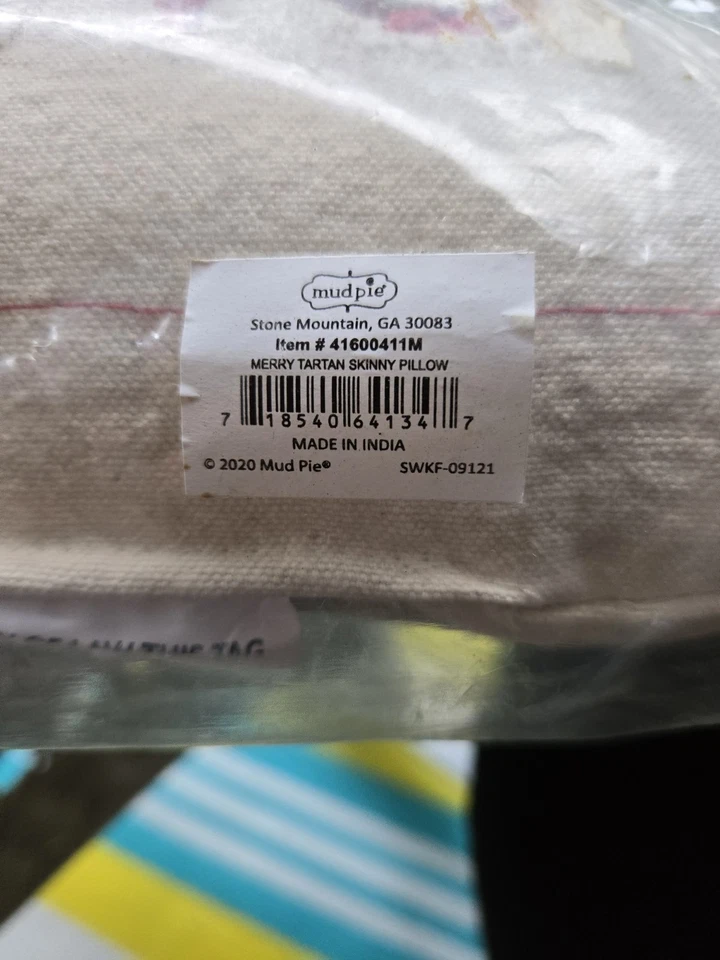 mudpie
Stone Mountain, GA 30083
Item # 41600411M
MERRY TARTAN SKINNY PILLOW
7 18540 64134 7
MADE IN INDIA
© 2020 Mud Pie® SWKF-09121
TAG